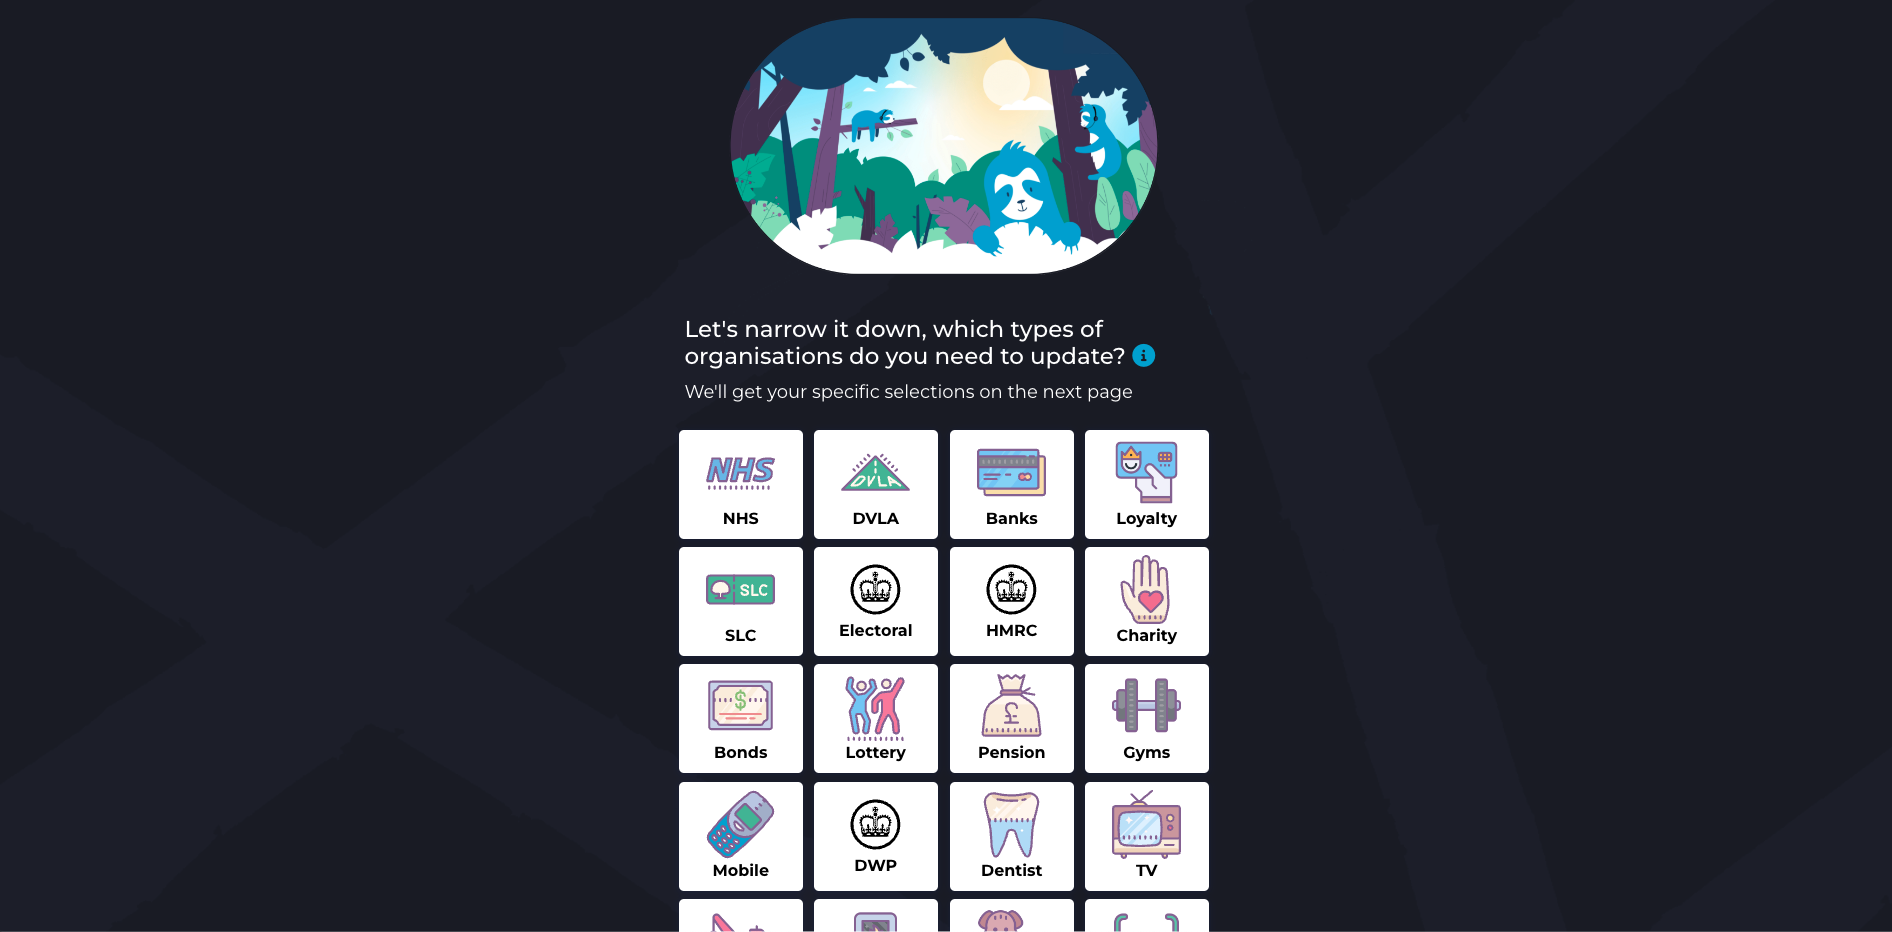 Let's narrow it down, which types of
organisations do you need to update?
We'll get your specific selections on the next page
NHS
DVLA
NHS
DVLA
Banks
Loyalty
SLC
SLC
Electoral
HMRC
Charity
$
£
Bonds
Lottery
Pension
Gyms
Mobile
DWP
Dentist
TV